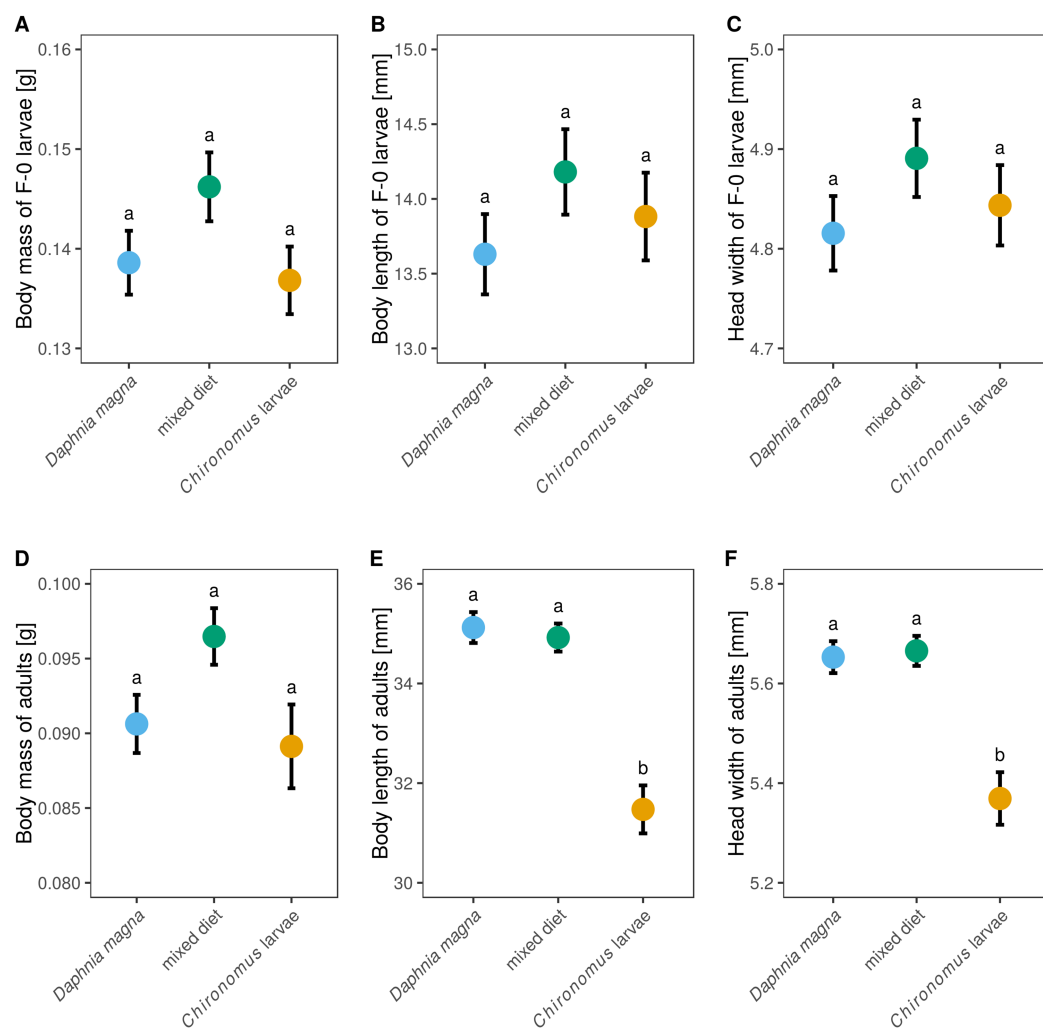 A
Body mass of F-0 larvae [g]
0.16
0.15
0.14
0.13
a
a
a
Daphnia magna
mixed diet
Chironomus larvae
B
Body length of F-0 larvae [mm]
15.0
14.5
14.0
13.5
13.0
a
a
a
Daphnia magna
mixed diet
Chironomus larvae
C
Head width of F-0 larvae [mm]
5.0
4.9
4.8
4.7
a
a
a
Daphnia magna
mixed diet
Chironomus larvae
D
Body mass of adults [g]
0.100
0.095
0.090
0.085
0.080
a
a
a
Daphnia magna
mixed diet
Chironomus larvae
E
Body length of adults [mm]
36
34
32
30
a
a
b
Daphnia magna
mixed diet
Chironomus larvae
F
Head width of adults [mm]
5.8
5.6
5.4
5.2
a
a
b
Daphnia magna
mixed diet
Chironomus larvae